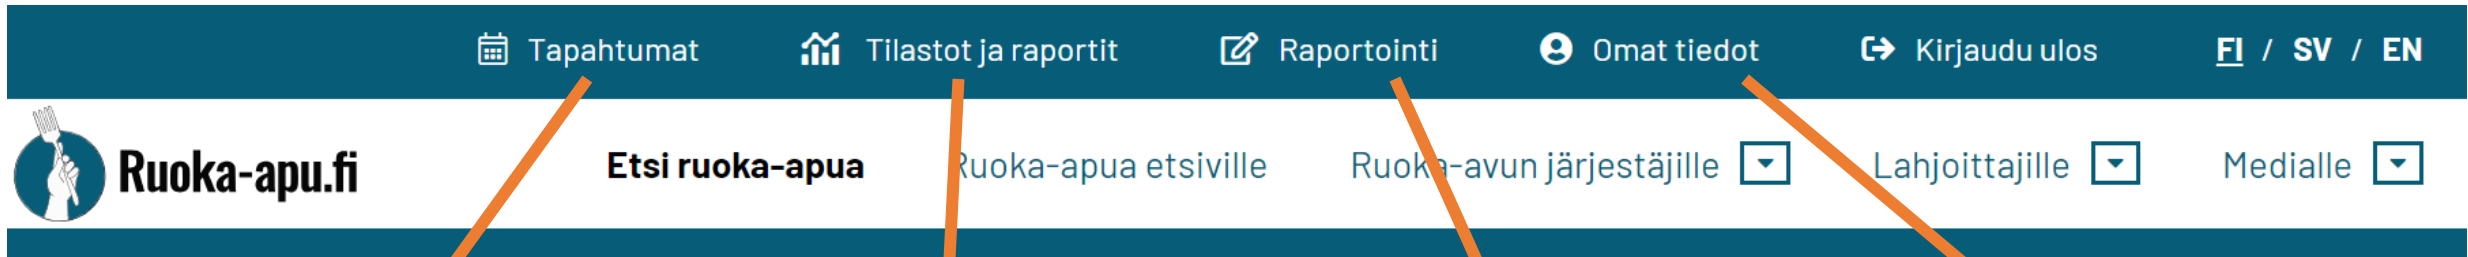 Tapahtumat Tilastot ja raportit Raportointi Omat tiedot Kirjaudu ulos FI / SV / EN
Ruoka-apu.fi Etsi ruoka-apua Ruoka-apua etsiville Ruoka-avun järjestäjille Lahjoittajille Medialle